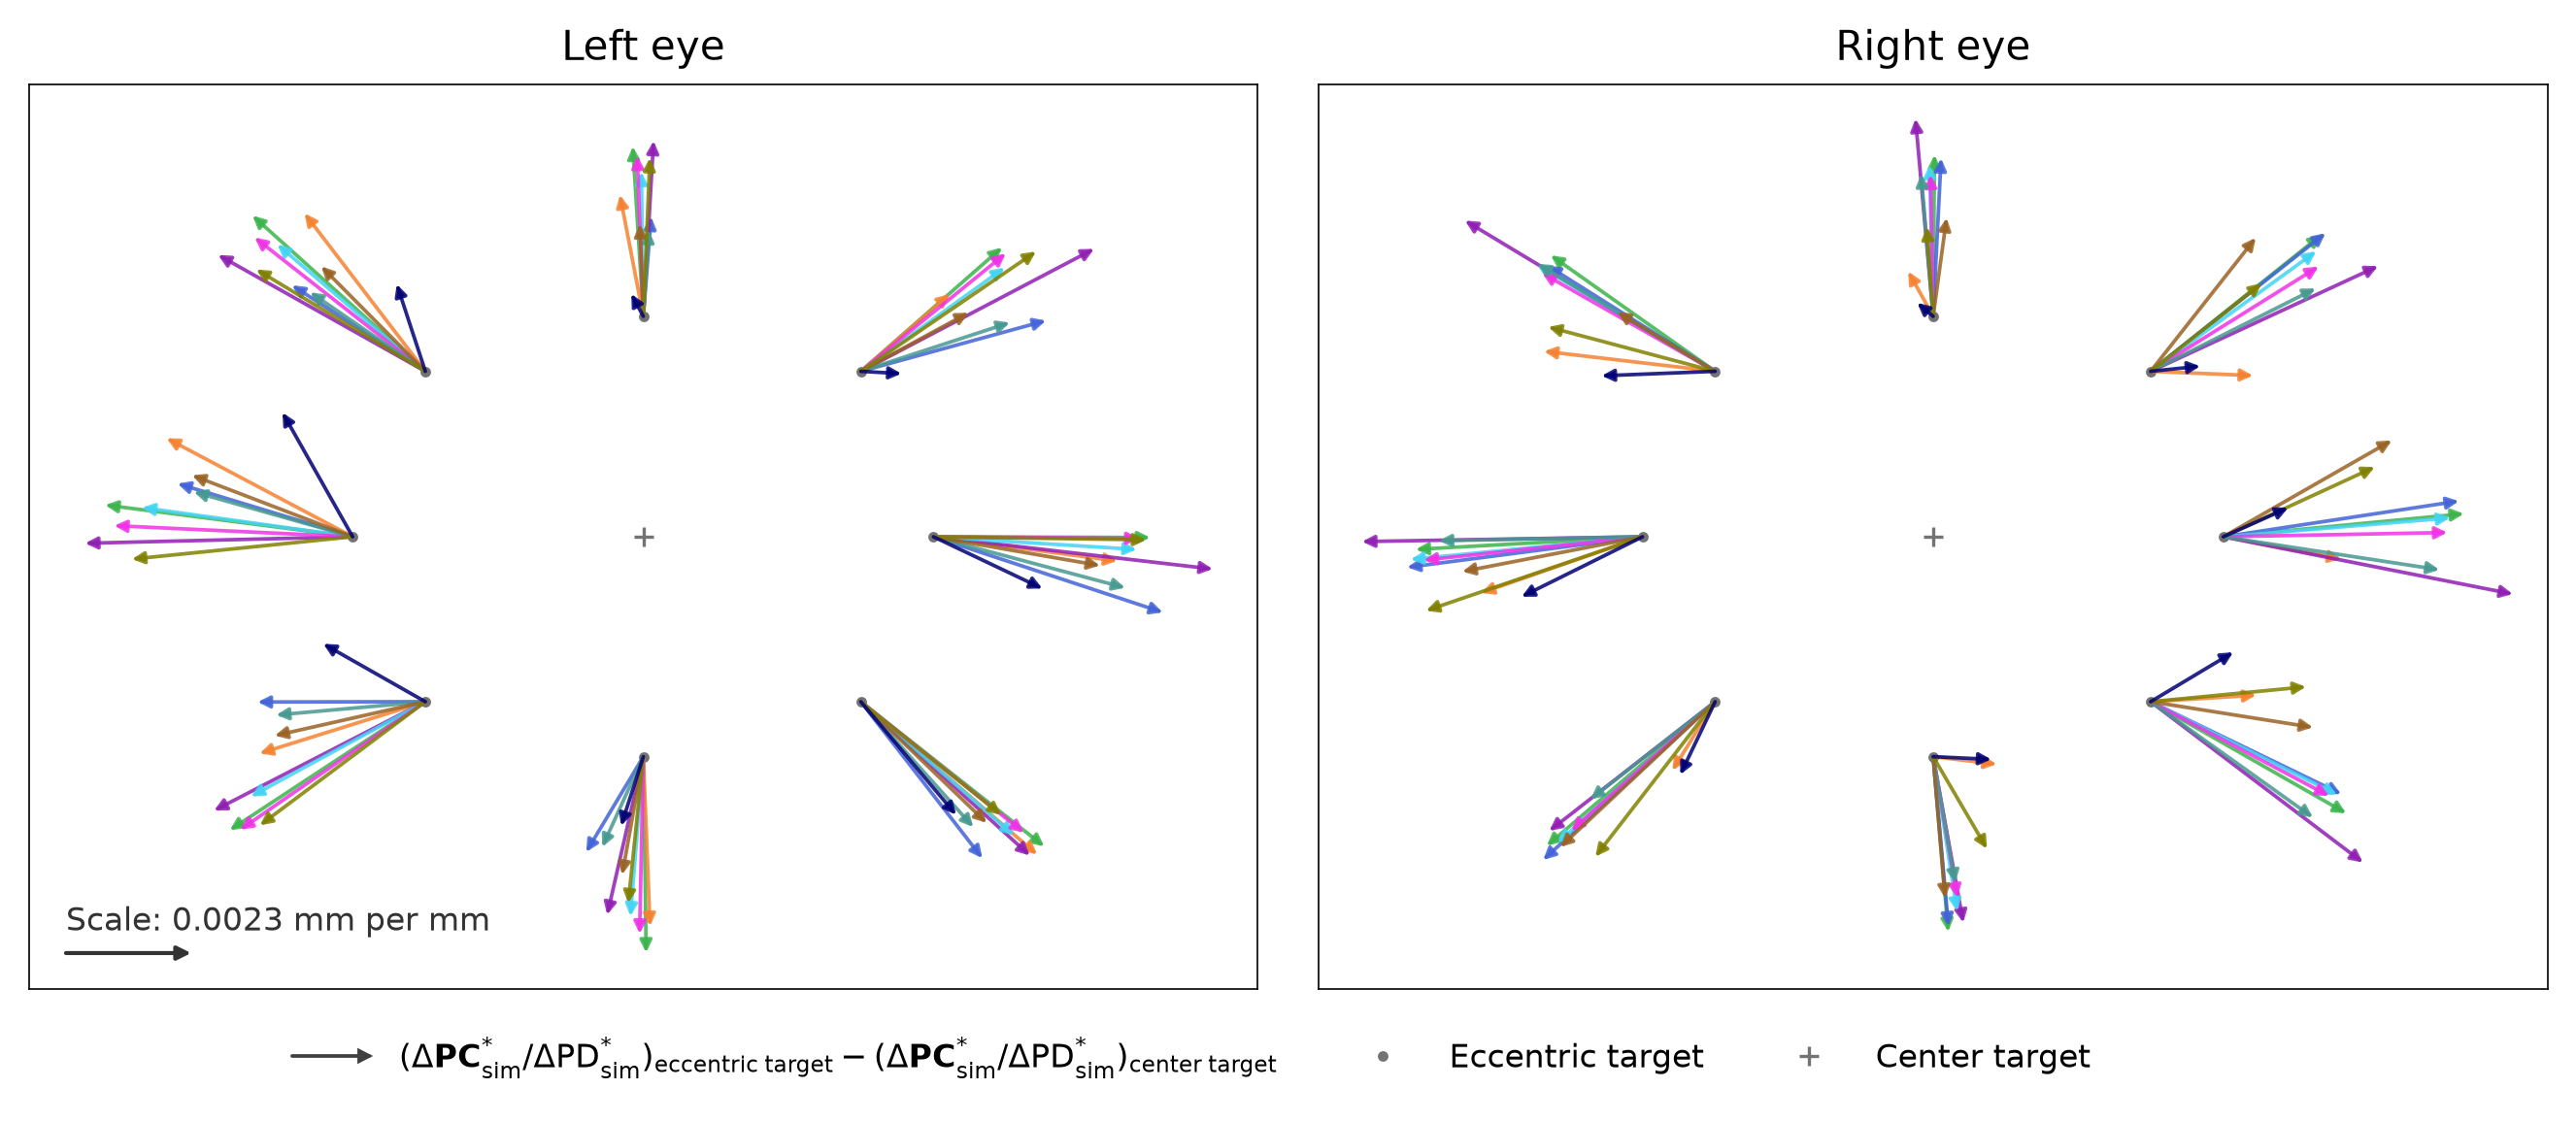 Left eye
Right eye
Scale: 0.0023 mm per mm
(ΔPC*sim/ΔPD*sim)eccentric target − (ΔPC*sim/ΔPD*sim)center target
Eccentric target
Center target